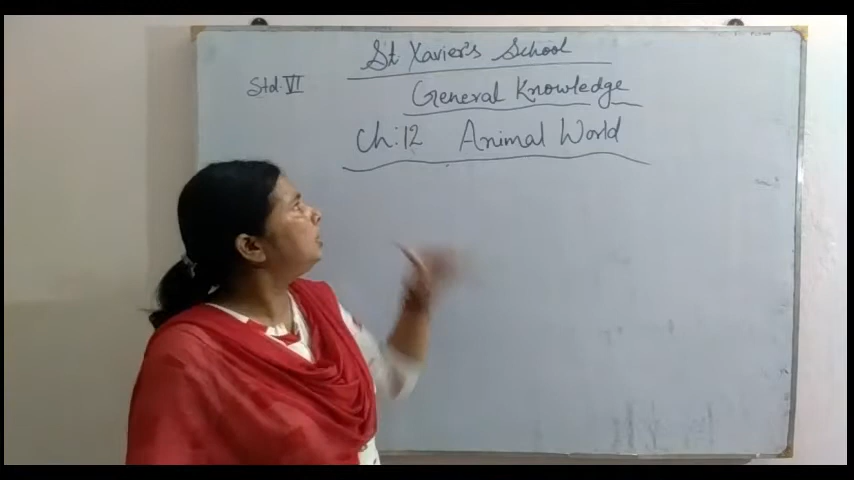 St. Xavier's School
Std. VI
General Knowledge
Ch:12 Animal World